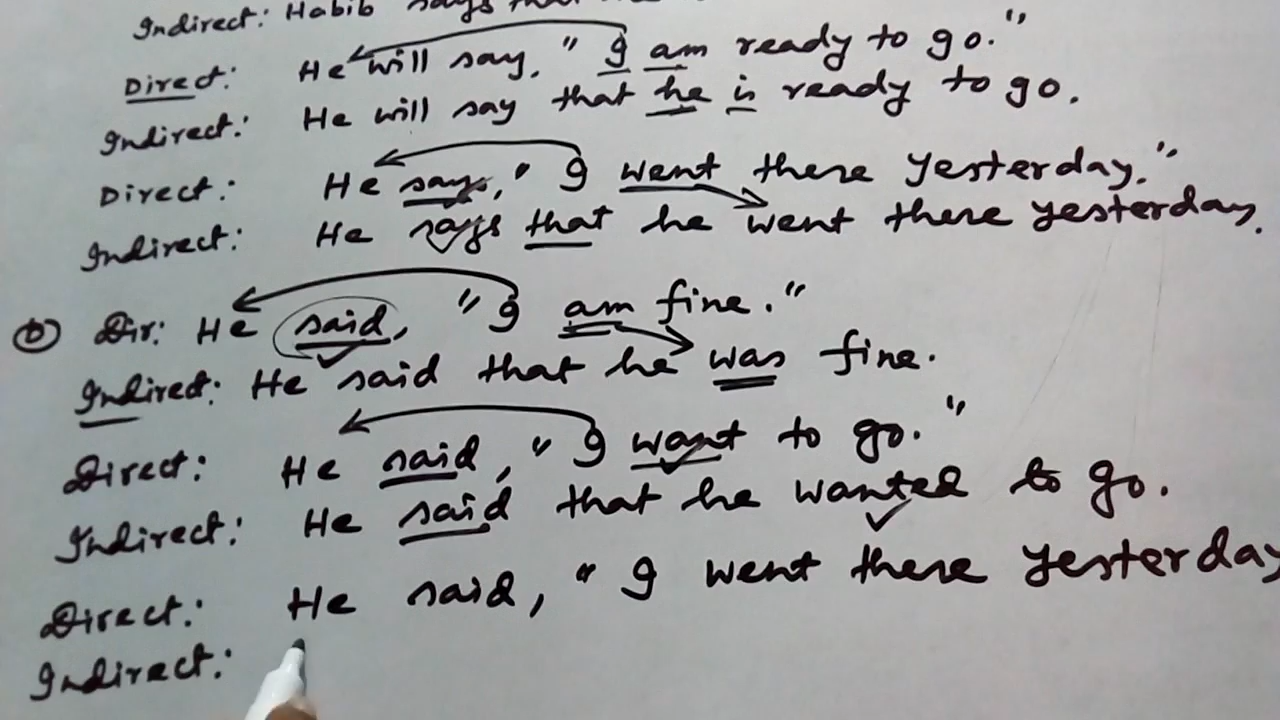 Indirect: Habib says that
Direct: He will say, "I am ready to go."
Indirect: He will say that he is ready to go.
Direct: He says, "I went there yesterday."
Indirect: He says that he went there yesterday.
(b) Dir: He said, "I am fine."
Indirect: He said that he was fine.
Direct: He said, "I want to go."
Indirect: He said that he wanted to go.
Direct: He said, "I went there yesterday
Indirect: